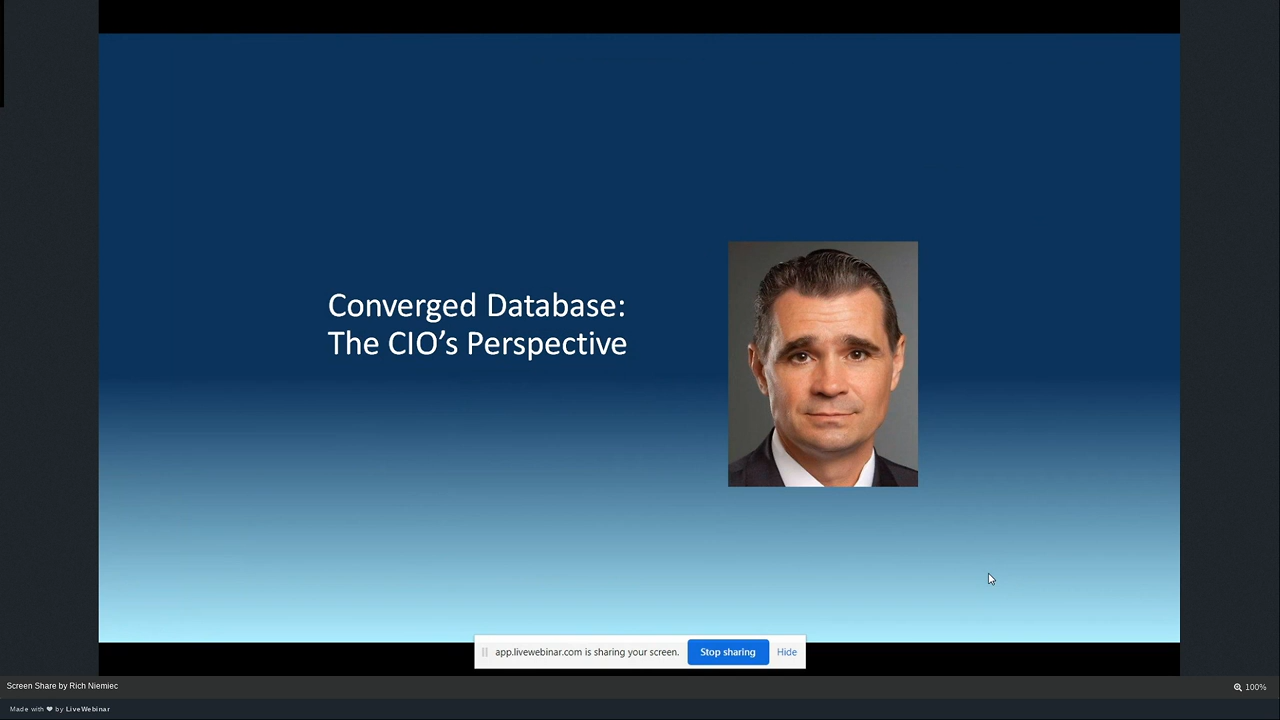 Converged Database:
The CIO’s Perspective
app.livewebinar.com is sharing your screen.
Stop sharing
Hide
Screen Share by Rich Niemiec
100%
Made with ❤ by LiveWebinar